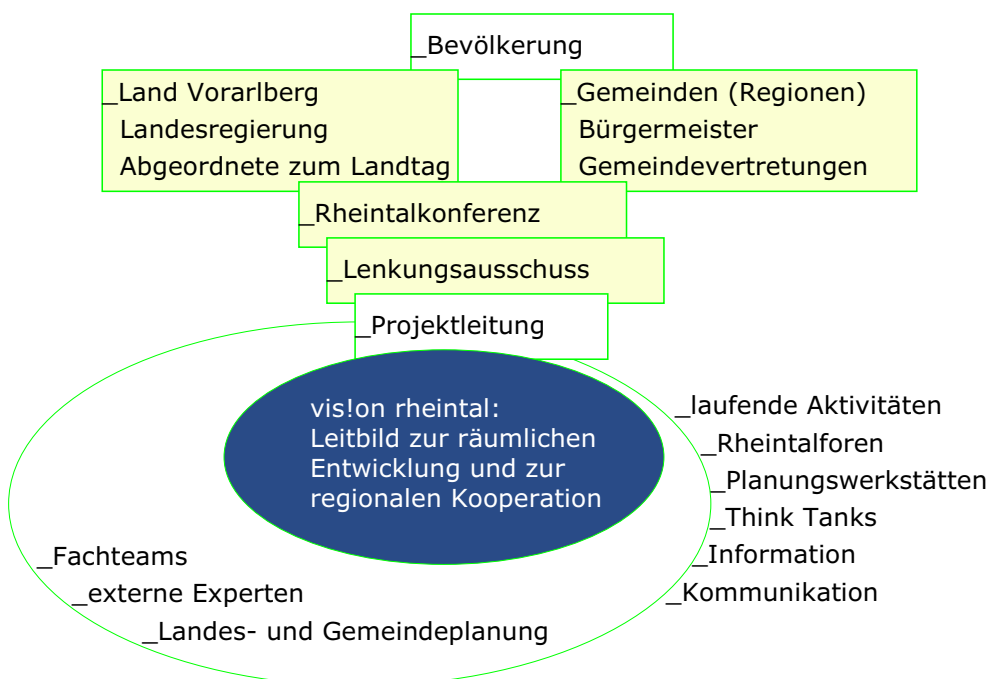 _Bevölkerung
_Land Vorarlberg
Landesregierung
Abgeordnete zum Landtag
_Gemeinden (Regionen)
Bürgermeister
Gemeindevertretungen
_Rheintalkonferenz
_Lenkungsausschuss
_Projektleitung
vis!on rheintal:
Leitbild zur räumlichen
Entwicklung und zur
regionalen Kooperation
_laufende Aktivitäten
_Rheintalforen
_Planungswerkstätten
_Think Tanks
_Information
_Kommunikation
_Fachteams
_externe Experten
_Landes- und Gemeindeplanung